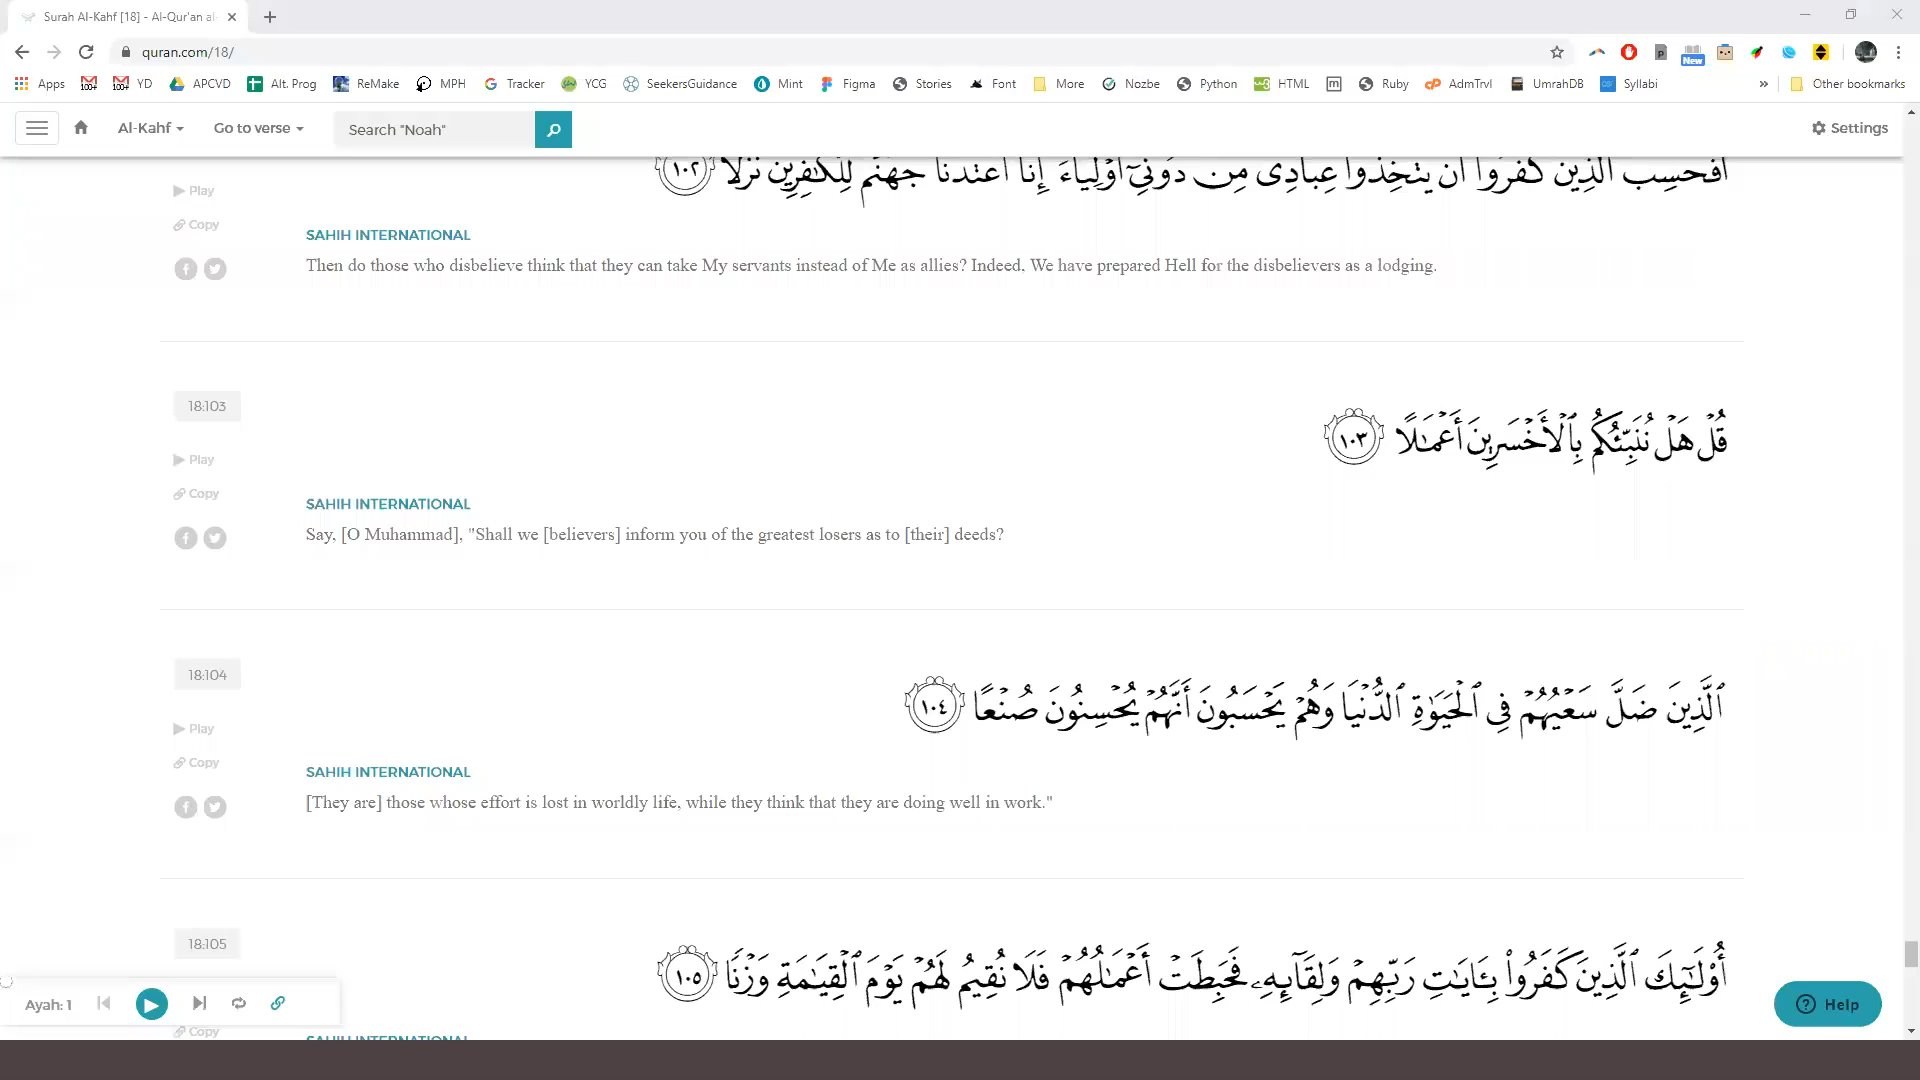 Surah Al-Kahf [18] - Al-Qur'an al-
quran.com/18/
Apps YD APCVD Alt. Prog ReMake MPH Tracker YCG SeekersGuidance Mint Figma Stories Font More Nozbe Python HTML Ruby AdmTrvl UmrahDB Syllabi » Other bookmarks
New
Al-Kahf Go to verse Search "Noah" Settings
أَفَحَسِبَ ٱلَّذِينَ كَفَرُوٓا۟ أَن يَتَّخِذُوا۟ عِبَادِى مِن دُونِىٓ أَوْلِيَآءَ إِنَّآ أَعْتَدْنَا جَهَنَّمَ لِلْكَٰفِرِينَ نُزُلًا ١٠٢
Play
Copy
SAHIH INTERNATIONAL
Then do those who disbelieve think that they can take My servants instead of Me as allies? Indeed, We have prepared Hell for the disbelievers as a lodging.
18:103
قُلْ هَلْ نُنَبِّئُكُم بِٱلْأَخْسَرِينَ أَعْمَٰلًا ١٠٣
Play
Copy
SAHIH INTERNATIONAL
Say, [O Muhammad], "Shall we [believers] inform you of the greatest losers as to [their] deeds?
18:104
ٱلَّذِينَ ضَلَّ سَعْيُهُمْ فِى ٱلْحَيَوٰةِ ٱلدُّنْيَا وَهُمْ يَحْسَبُونَ أَنَّهُمْ يُحْسِنُونَ صُنْعًا ١٠٤
Play
Copy
SAHIH INTERNATIONAL
[They are] those whose effort is lost in worldly life, while they think that they are doing well in work."
18:105
أُو۟لَٰٓئِكَ ٱلَّذِينَ كَفَرُوا۟ بِـَٔايَٰتِ رَبِّهِمْ وَلِقَآئِهِۦ فَحَبِطَتْ أَعْمَٰلُهُمْ فَلَا نُقِيمُ لَهُمْ يَوْمَ ٱلْقِيَٰمَةِ وَزْنًا ١٠٥
Ayah: 1
Help
Copy
SAHIH INTERNATIONAL